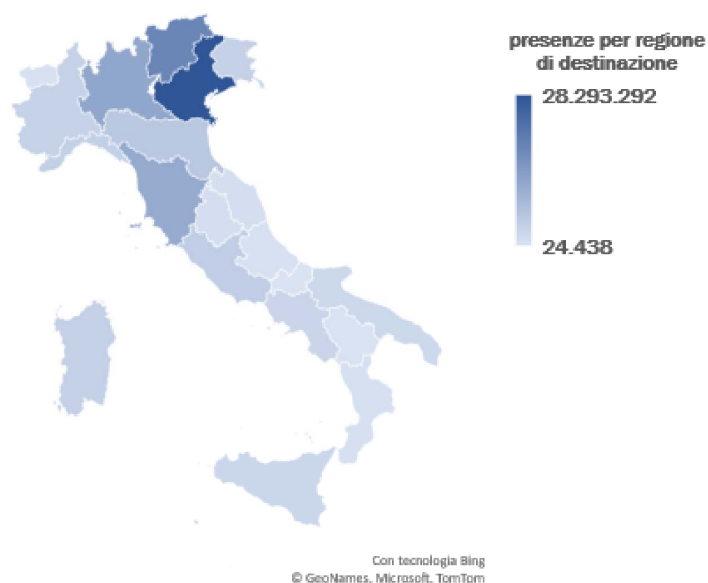 presenze per regione
di destinazione
28.293.292
24.438
Con tecnologia Bing
© GeoNames, Microsoft, TomTom